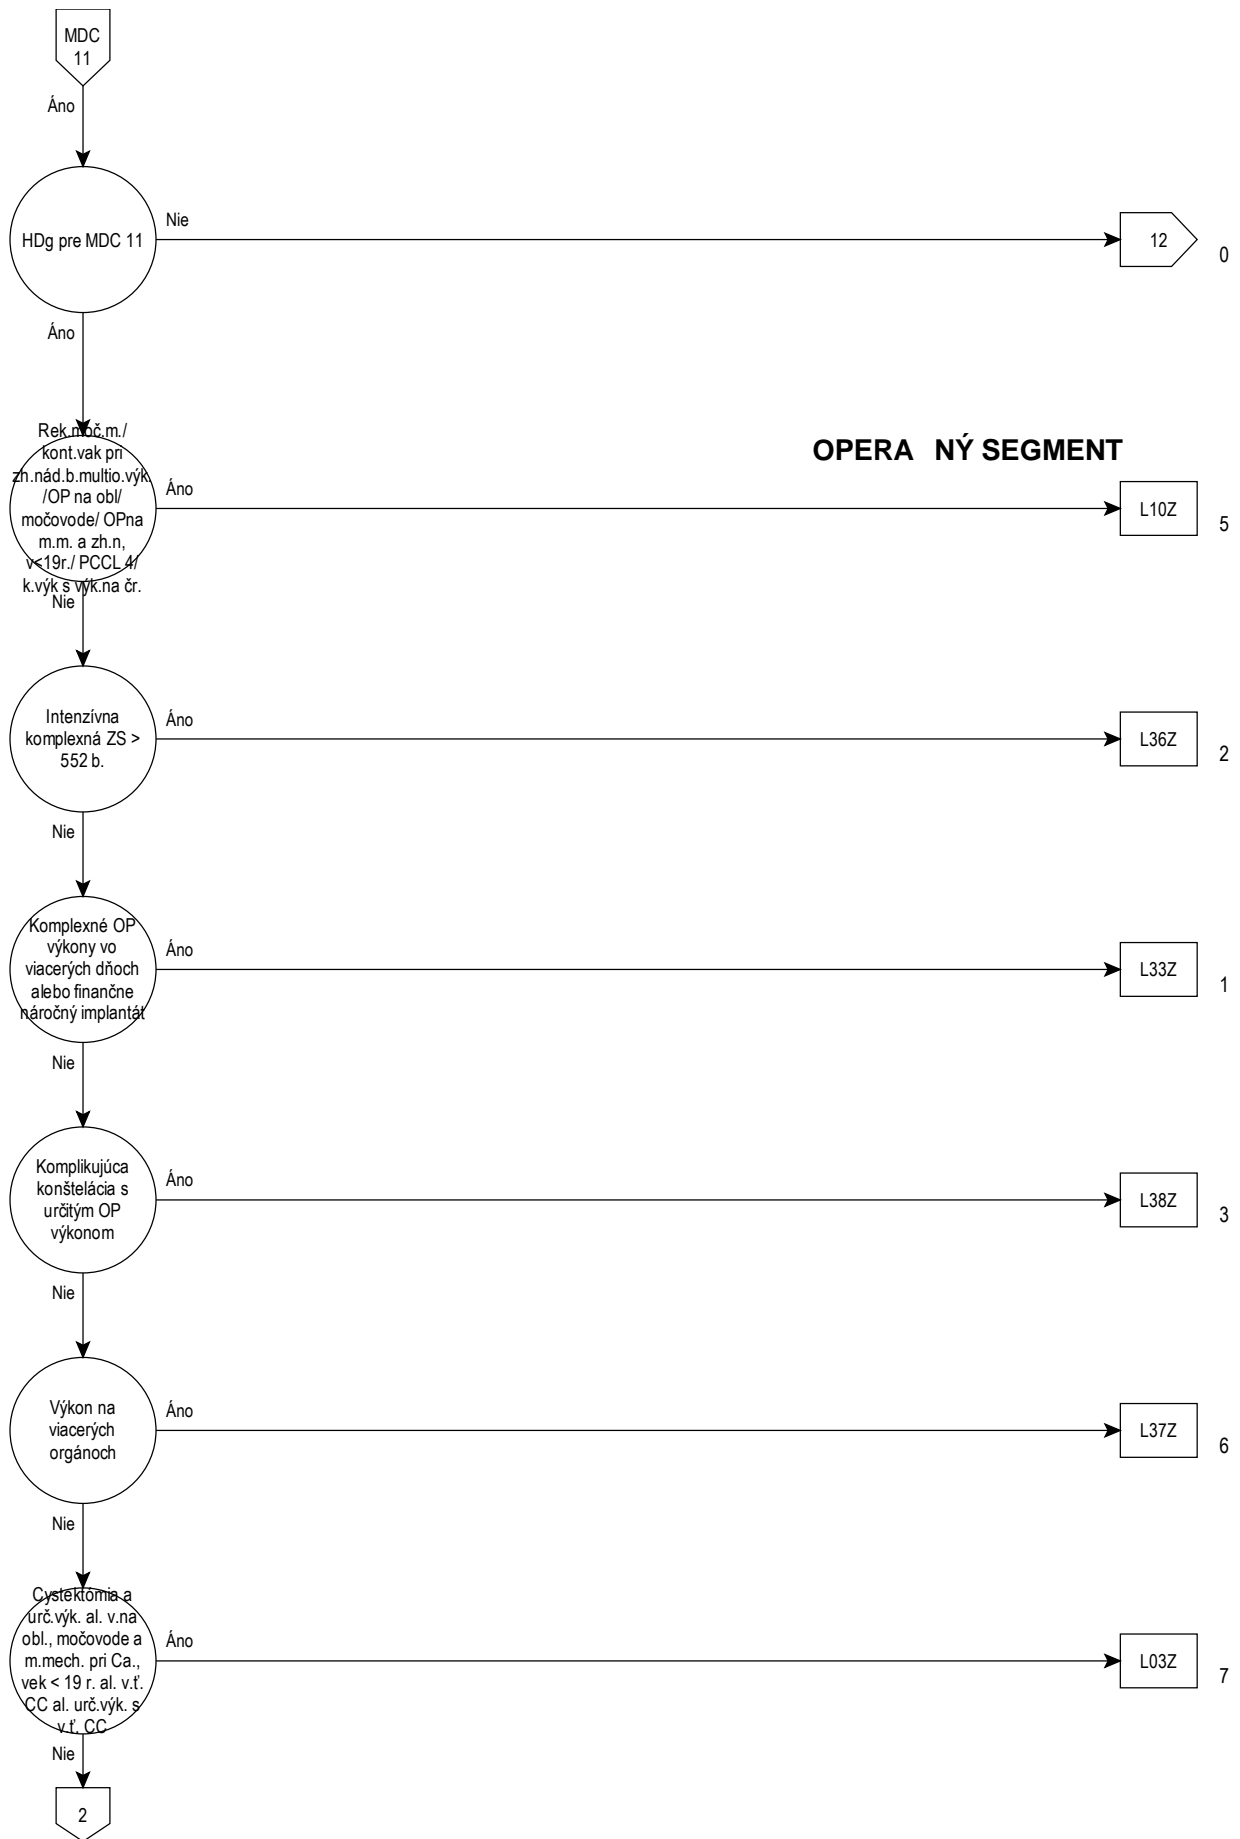 MDC
11
Áno
HDg pre MDC 11
Nie
12
0
Áno
OPERA NÝ SEGMENT
Rek.moč.m./
kont.vak pri
zh.nád.b.multio.výk.
/OP na obl/
močovode/ OPna
m.m. a zh.n,
v<19r./ PCCL 4/
k.výk s výk.na čr.
Áno
L10Z
5
Nie
Intenzívna
komplexná ZS >
552 b.
Áno
L36Z
2
Nie
Komplexné OP
výkony vo
viacerých dňoch
alebo finančne
náročný implantát
Áno
L33Z
1
Nie
Komplikujúca
konštelácia s
určitým OP
výkonom
Áno
L38Z
3
Nie
Výkon na
viacerých
orgánoch
Áno
L37Z
6
Nie
Cystektómia a
urč.výk. al. v.na
obl., močovode a
m.mech. pri Ca.,
vek < 19 r. al. v.ť.
CC al. urč.výk. s
v.ť. CC
Áno
L03Z
7
Nie
2